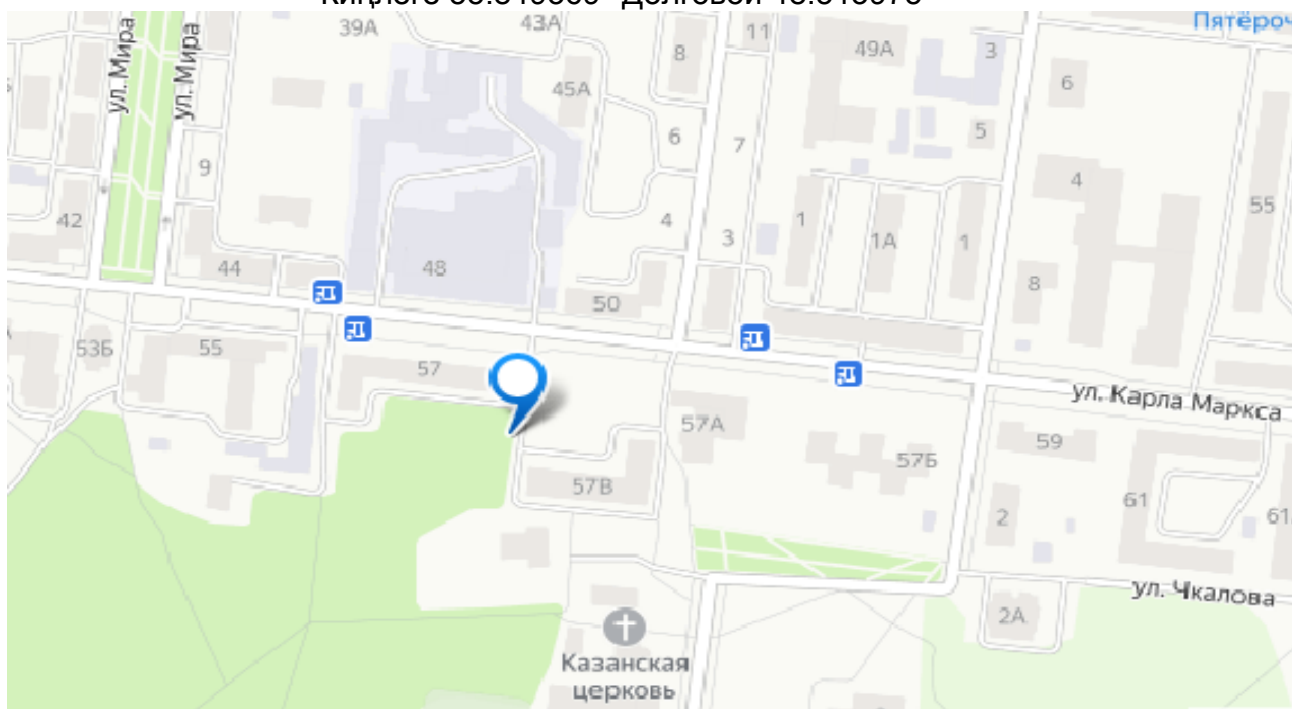 ул. Мира
ул. Мира
39А
43А
8
11
49А
3
Пятёроч
6
45А
6
7
5
9
4
42
4
3
1
1А
1
55
44
48
50
8
53Б
55
57
ул. Карла Маркса
57А
57Б
59
57В
2
61
61
ул. Чкалова
2А
Казанская
церковь